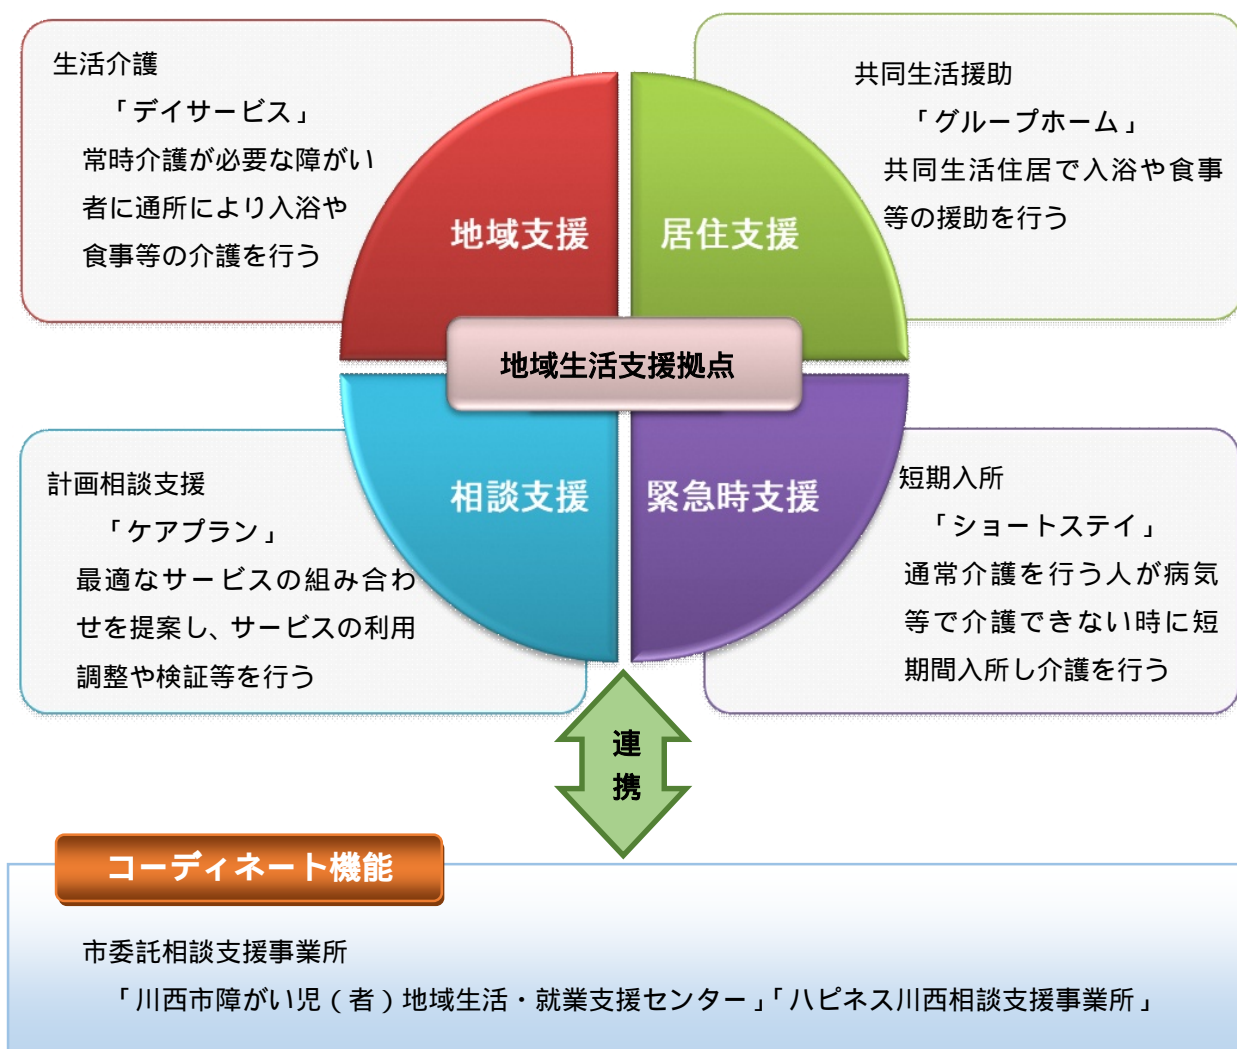 生活介護
「デイサービス」
常時介護が必要な障がい
者に通所により入浴や
食事等の介護を行う
共同生活援助
「グループホーム」
共同生活住居で入浴や食事
等の援助を行う
地域支援
居住支援
地域生活支援拠点
相談支援
緊急時支援
計画相談支援
「ケアプラン」
最適なサービスの組み合わ
せを提案し、サービスの利用
調整や検証等を行う
短期入所
「ショートステイ」
通常介護を行う人が病気
等で介護できない時に短
期間入所し介護を行う
連
携
コーディネート機能
市委託相談支援事業所
「川西市障がい児（者）地域生活・就業支援センター」「ハピネス川西相談支援事業所」